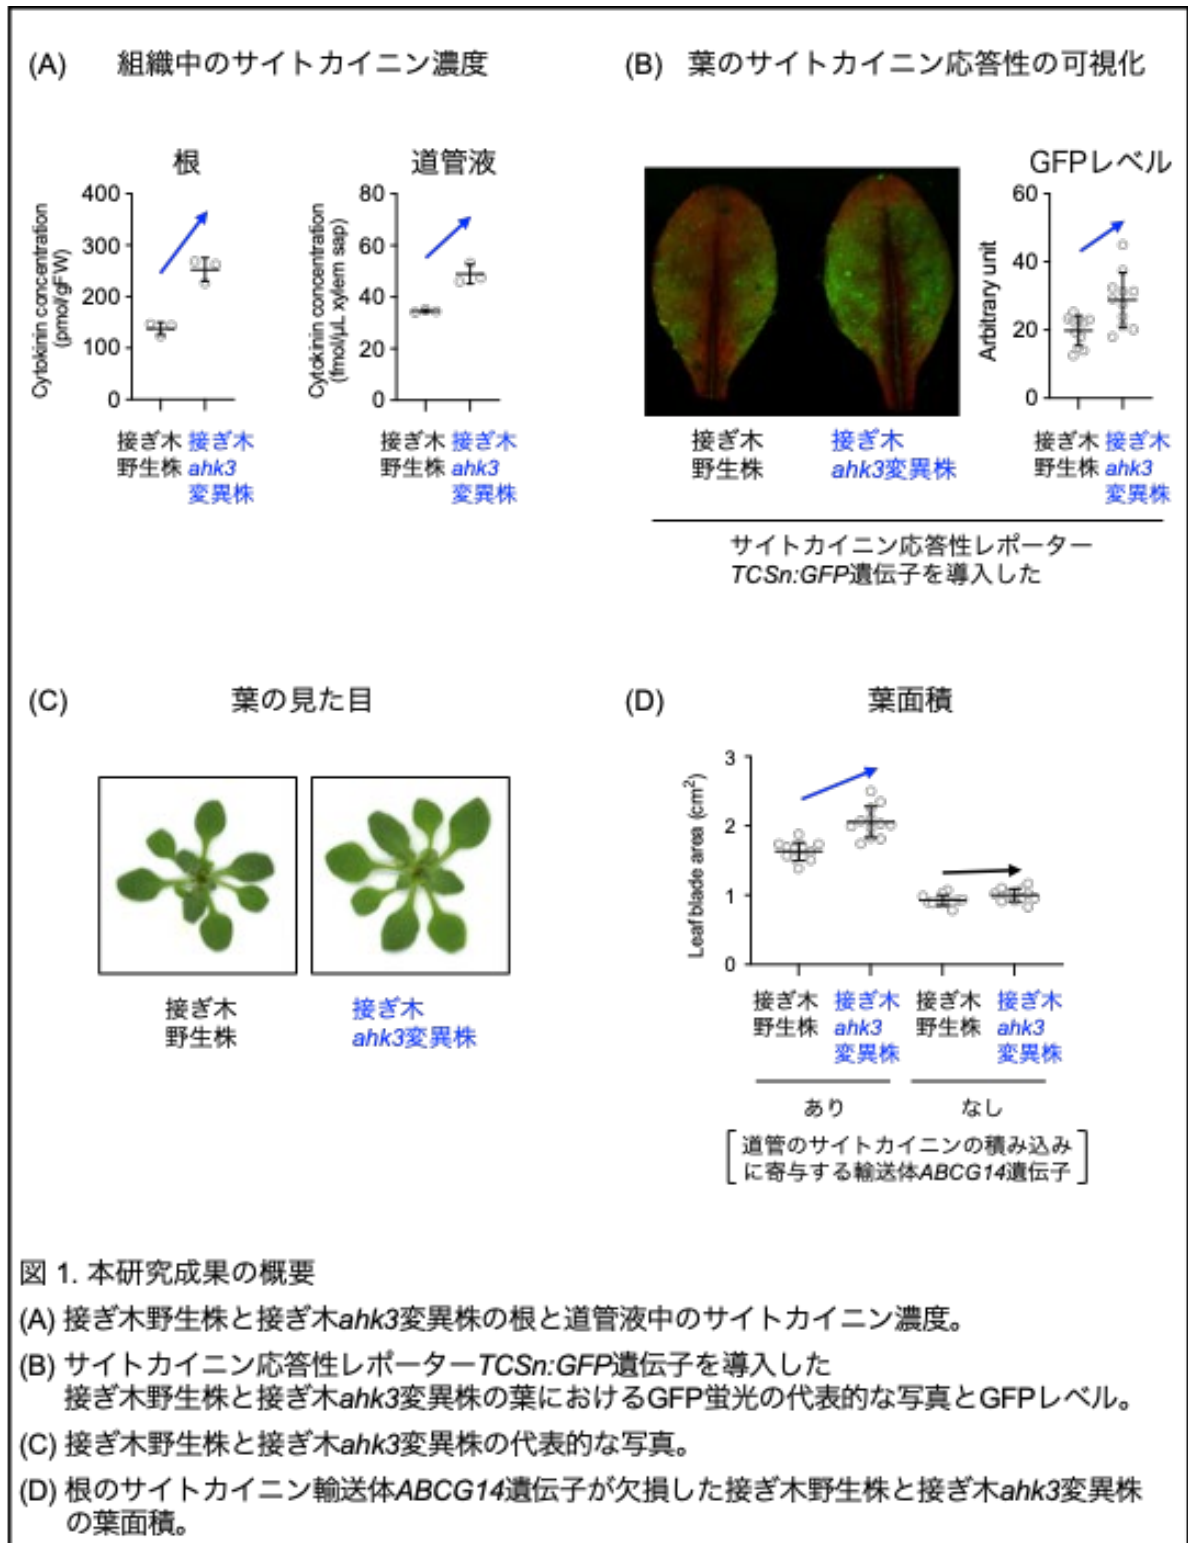 (A) 組織中のサイトカイニン濃度
根
400
300
200
100
0
Cytokinin concentration
(pmol/gFW)
接ぎ木
野生株
接ぎ木
ahk3
変異株
道管液
80
60
40
20
0
Cytokinin concentration
(fmol/μL xylem sap)
接ぎ木
野生株
接ぎ木
ahk3
変異株
(B) 葉のサイトカイニン応答性の可視化
接ぎ木
野生株
接ぎ木
ahk3変異株
GFPレベル
60
40
20
0
Arbitrary unit
接ぎ木
野生株
接ぎ木
ahk3
変異株
サイトカイニン応答性レポーター
TCSn:GFP遺伝子を導入した
(C) 葉の見た目
接ぎ木
野生株
接ぎ木
ahk3変異株
(D) 葉面積
3
2
1
0
Leaf blade area (cm²)
接ぎ木
野生株
接ぎ木
ahk3
変異株
接ぎ木
野生株
接ぎ木
ahk3
変異株
あり
なし
道管のサイトカイニンの積み込み
に寄与する輸送体ABCG14遺伝子
図 1. 本研究成果の概要
(A) 接ぎ木野生株と接ぎ木ahk3変異株の根と道管液中のサイトカイニン濃度。
(B) サイトカイニン応答性レポーターTCSn:GFP遺伝子を導入した
接ぎ木野生株と接ぎ木ahk3変異株の葉におけるGFP蛍光の代表的な写真とGFPレベル。
(C) 接ぎ木野生株と接ぎ木ahk3変異株の代表的な写真。
(D) 根のサイトカイニン輸送体ABCG14遺伝子が欠損した接ぎ木野生株と接ぎ木ahk3変異株
の葉面積。